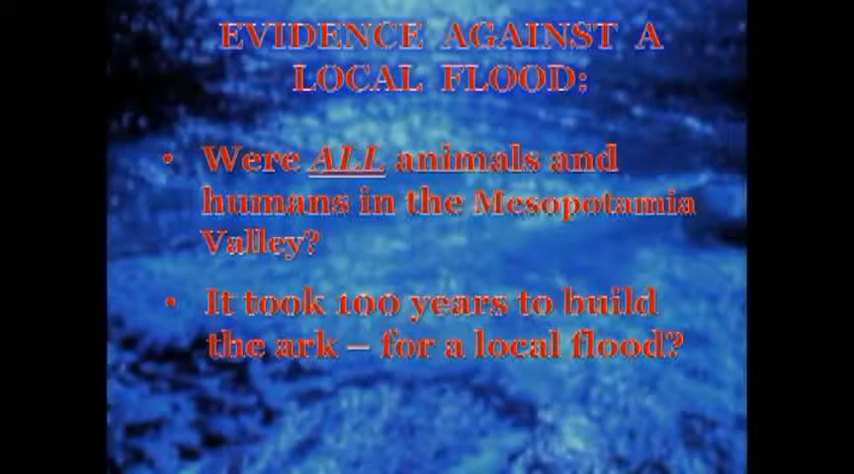 EVIDENCE AGAINST A
LOCAL FLOOD:
• Were ALL animals and
humans in the Mesopotamia
Valley?
• It took 100 years to build
the ark – for a local flood?